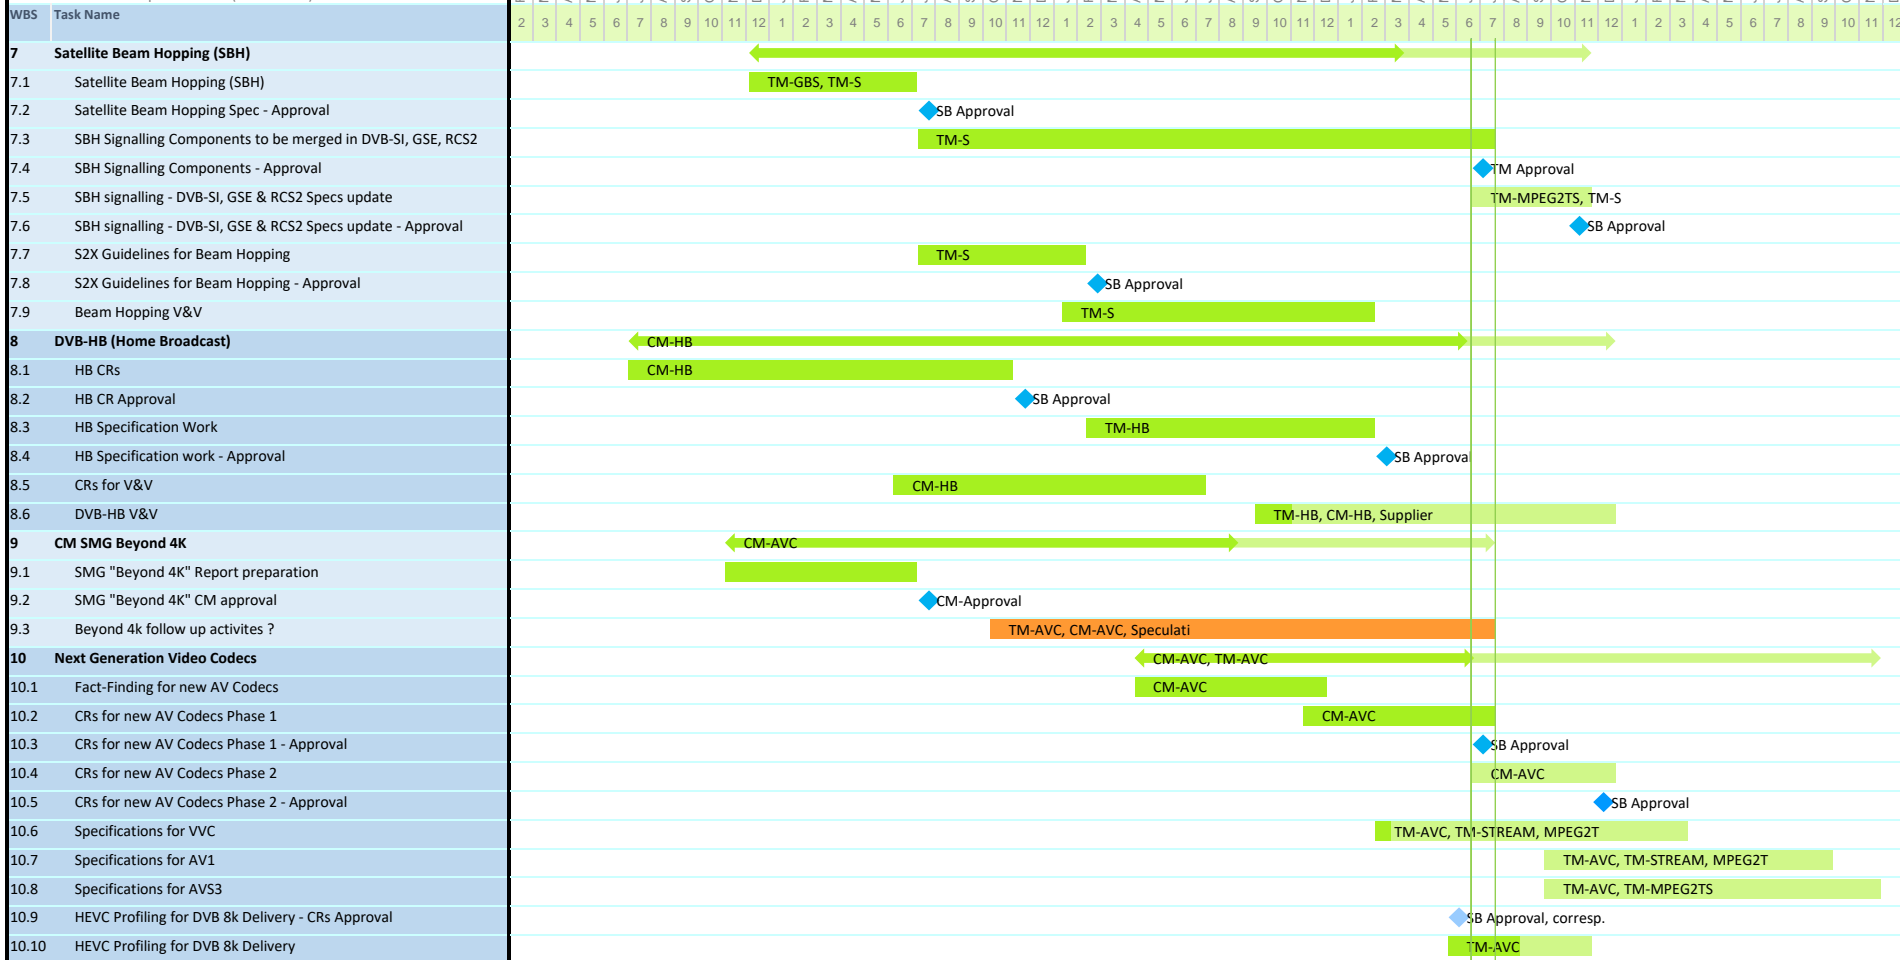 WBS Task Name
2 3 4 5 6 7 8 9 10 11 12 1 2 3 4 5 6 7 8 9 10 11 12 1 2 3 4 5 6 7 8 9 10 11 12 1 2 3 4 5 6 7 8 9 10 11 12 1 2 3 4 5 6 7 8 9 10 11 12
7 Satellite Beam Hopping (SBH)
7.1 Satellite Beam Hopping (SBH) TM-GBS, TM-S
7.2 Satellite Beam Hopping Spec - Approval SB Approval
7.3 SBH Signalling Components to be merged in DVB-SI, GSE, RCS2 TM-S
7.4 SBH Signalling Components - Approval TM Approval
7.5 SBH signalling - DVB-SI, GSE & RCS2 Specs update TM-MPEG2TS, TM-S
7.6 SBH signalling - DVB-SI, GSE & RCS2 Specs update - Approval SB Approval
7.7 S2X Guidelines for Beam Hopping TM-S
7.8 S2X Guidelines for Beam Hopping - Approval SB Approval
7.9 Beam Hopping V&V TM-S
8 DVB-HB (Home Broadcast) CM-HB
8.1 HB CRs CM-HB
8.2 HB CR Approval SB Approval
8.3 HB Specification Work TM-HB
8.4 HB Specification work - Approval SB Approval
8.5 CRs for V&V CM-HB
8.6 DVB-HB V&V TM-HB, CM-HB, Supplier
9 CM SMG Beyond 4K CM-AVC
9.1 SMG "Beyond 4K" Report preparation
9.2 SMG "Beyond 4K" CM approval CM-Approval
9.3 Beyond 4k follow up activites ? TM-AVC, CM-AVC, Speculati
10 Next Generation Video Codecs CM-AVC, TM-AVC
10.1 Fact-Finding for new AV Codecs CM-AVC
10.2 CRs for new AV Codecs Phase 1 CM-AVC
10.3 CRs for new AV Codecs Phase 1 - Approval SB Approval
10.4 CRs for new AV Codecs Phase 2 CM-AVC
10.5 CRs for new AV Codecs Phase 2 - Approval SB Approval
10.6 Specifications for VVC TM-AVC, TM-STREAM, MPEG2T
10.7 Specifications for AV1 TM-AVC, TM-STREAM, MPEG2T
10.8 Specifications for AVS3 TM-AVC, TM-MPEG2TS
10.9 HEVC Profiling for DVB 8k Delivery - CRs Approval SB Approval, corresp.
10.10 HEVC Profiling for DVB 8k Delivery TM-AVC